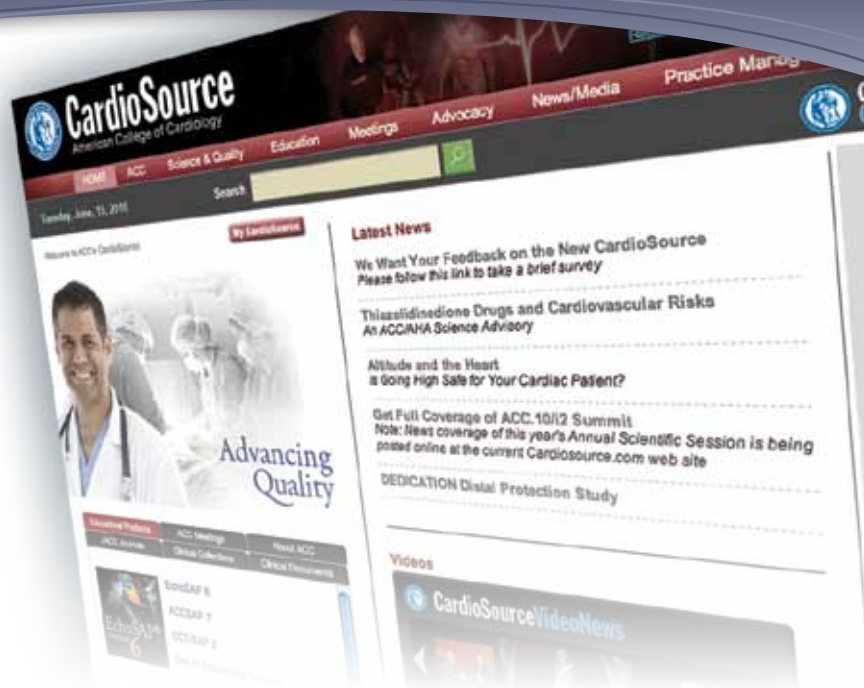 CardioSource
American College of Cardiology
HOME ACC Science & Quality Education Meetings Advocacy News/Media Practice
Tuesday, June, 15, 2010
Search
Welcome to ACC's CardioSource
My CardioSource
Advancing
Quality
Latest News
We Want Your Feedback on the New CardioSource
Please follow this link to take a brief survey
Thiazolidinedione Drugs and Cardiovascular Risks
An ACC/AHA Science Advisory
Altitude and the Heart
Is Going High Safe for Your Cardiac Patient?
Get Full Coverage of ACC.10/i2 Summit
Note: News coverage of this year's Annual Scientific Session is being
posted online at the current Cardiosource.com web site
DEDICATION Distal Protection Study
Educational Products ACC Meetings About ACC
JACC Journals Clinical Collections Clinical Documents
EchoSAP 6
ACCSAP 7
CCT-SAP 2
EchoSAP
6
Videos
CardioSourceVideoNews